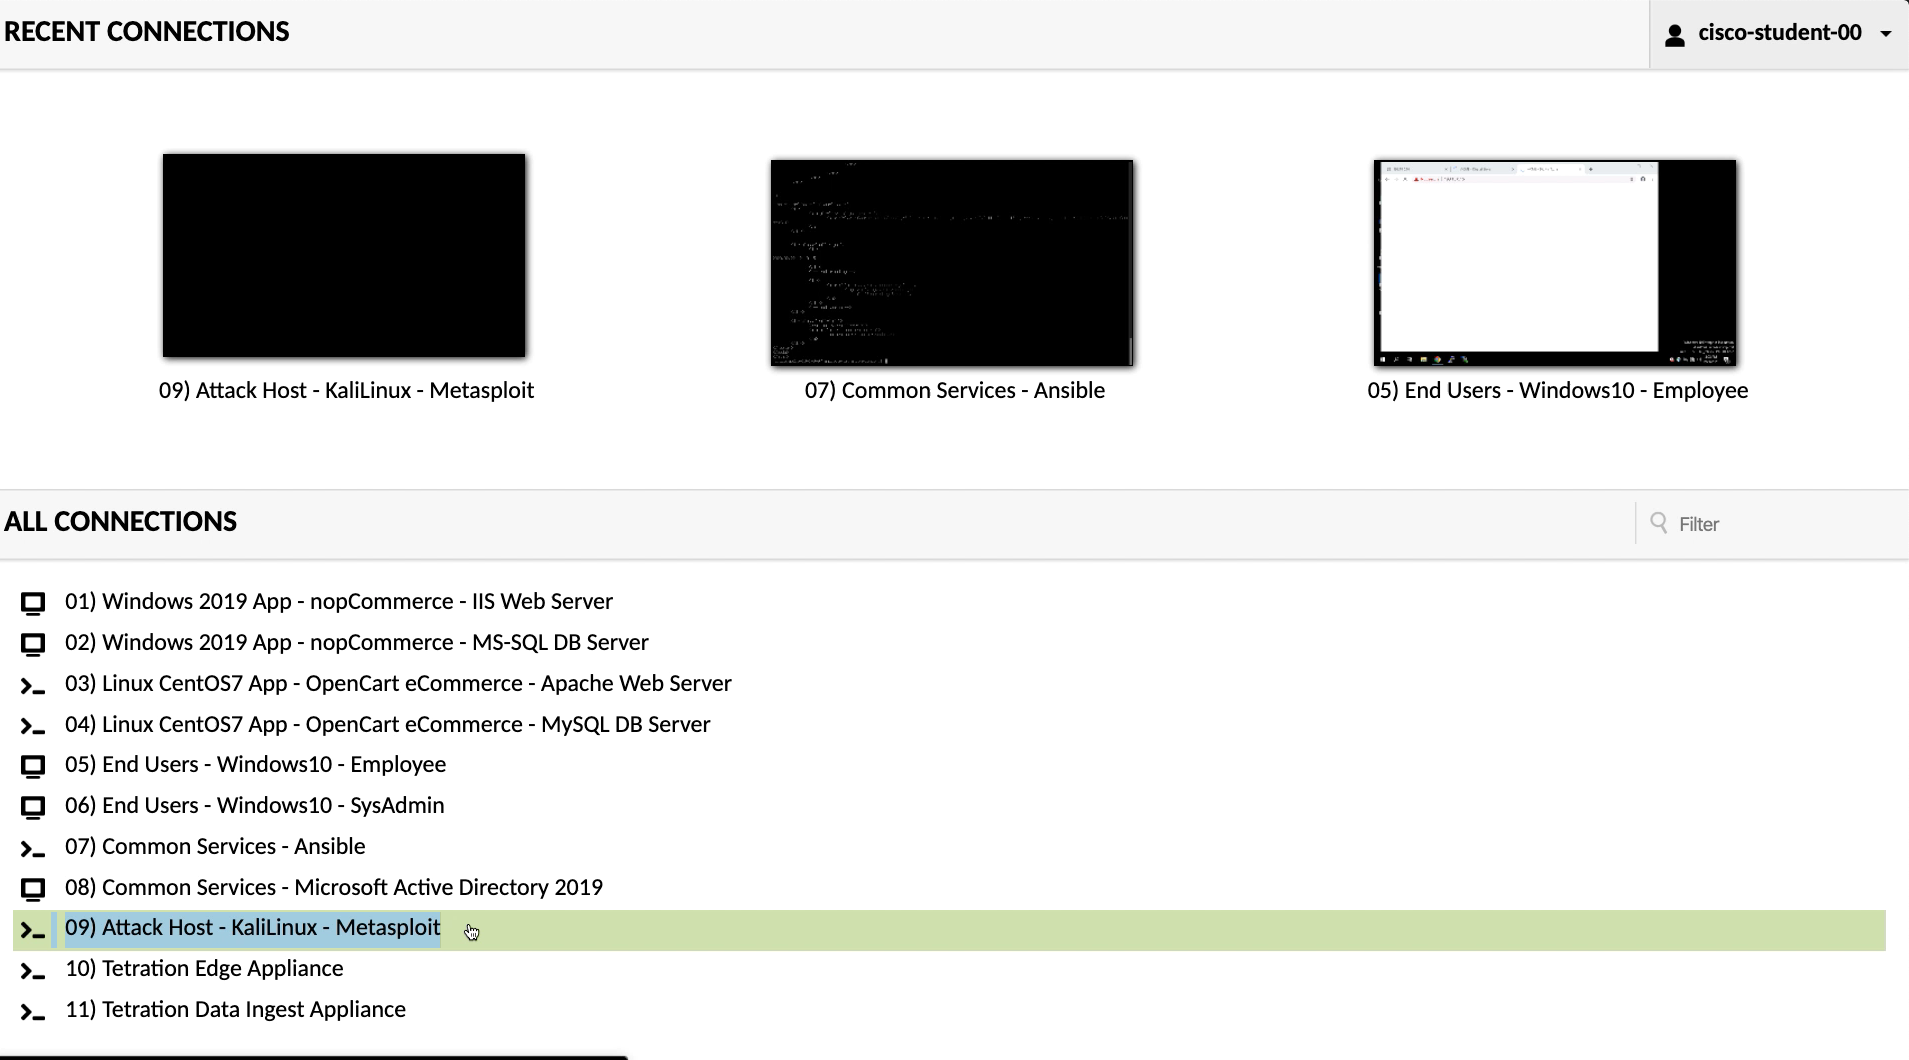 RECENT CONNECTIONS
cisco-student-00
09) Attack Host - KaliLinux - Metasploit
07) Common Services - Ansible
05) End Users - Windows10 - Employee
ALL CONNECTIONS
Filter
01) Windows 2019 App - nopCommerce - IIS Web Server
02) Windows 2019 App - nopCommerce - MS-SQL DB Server
03) Linux CentOS7 App - OpenCart eCommerce - Apache Web Server
04) Linux CentOS7 App - OpenCart eCommerce - MySQL DB Server
05) End Users - Windows10 - Employee
06) End Users - Windows10 - SysAdmin
07) Common Services - Ansible
08) Common Services - Microsoft Active Directory 2019
09) Attack Host - KaliLinux - Metasploit
10) Tetration Edge Appliance
11) Tetration Data Ingest Appliance